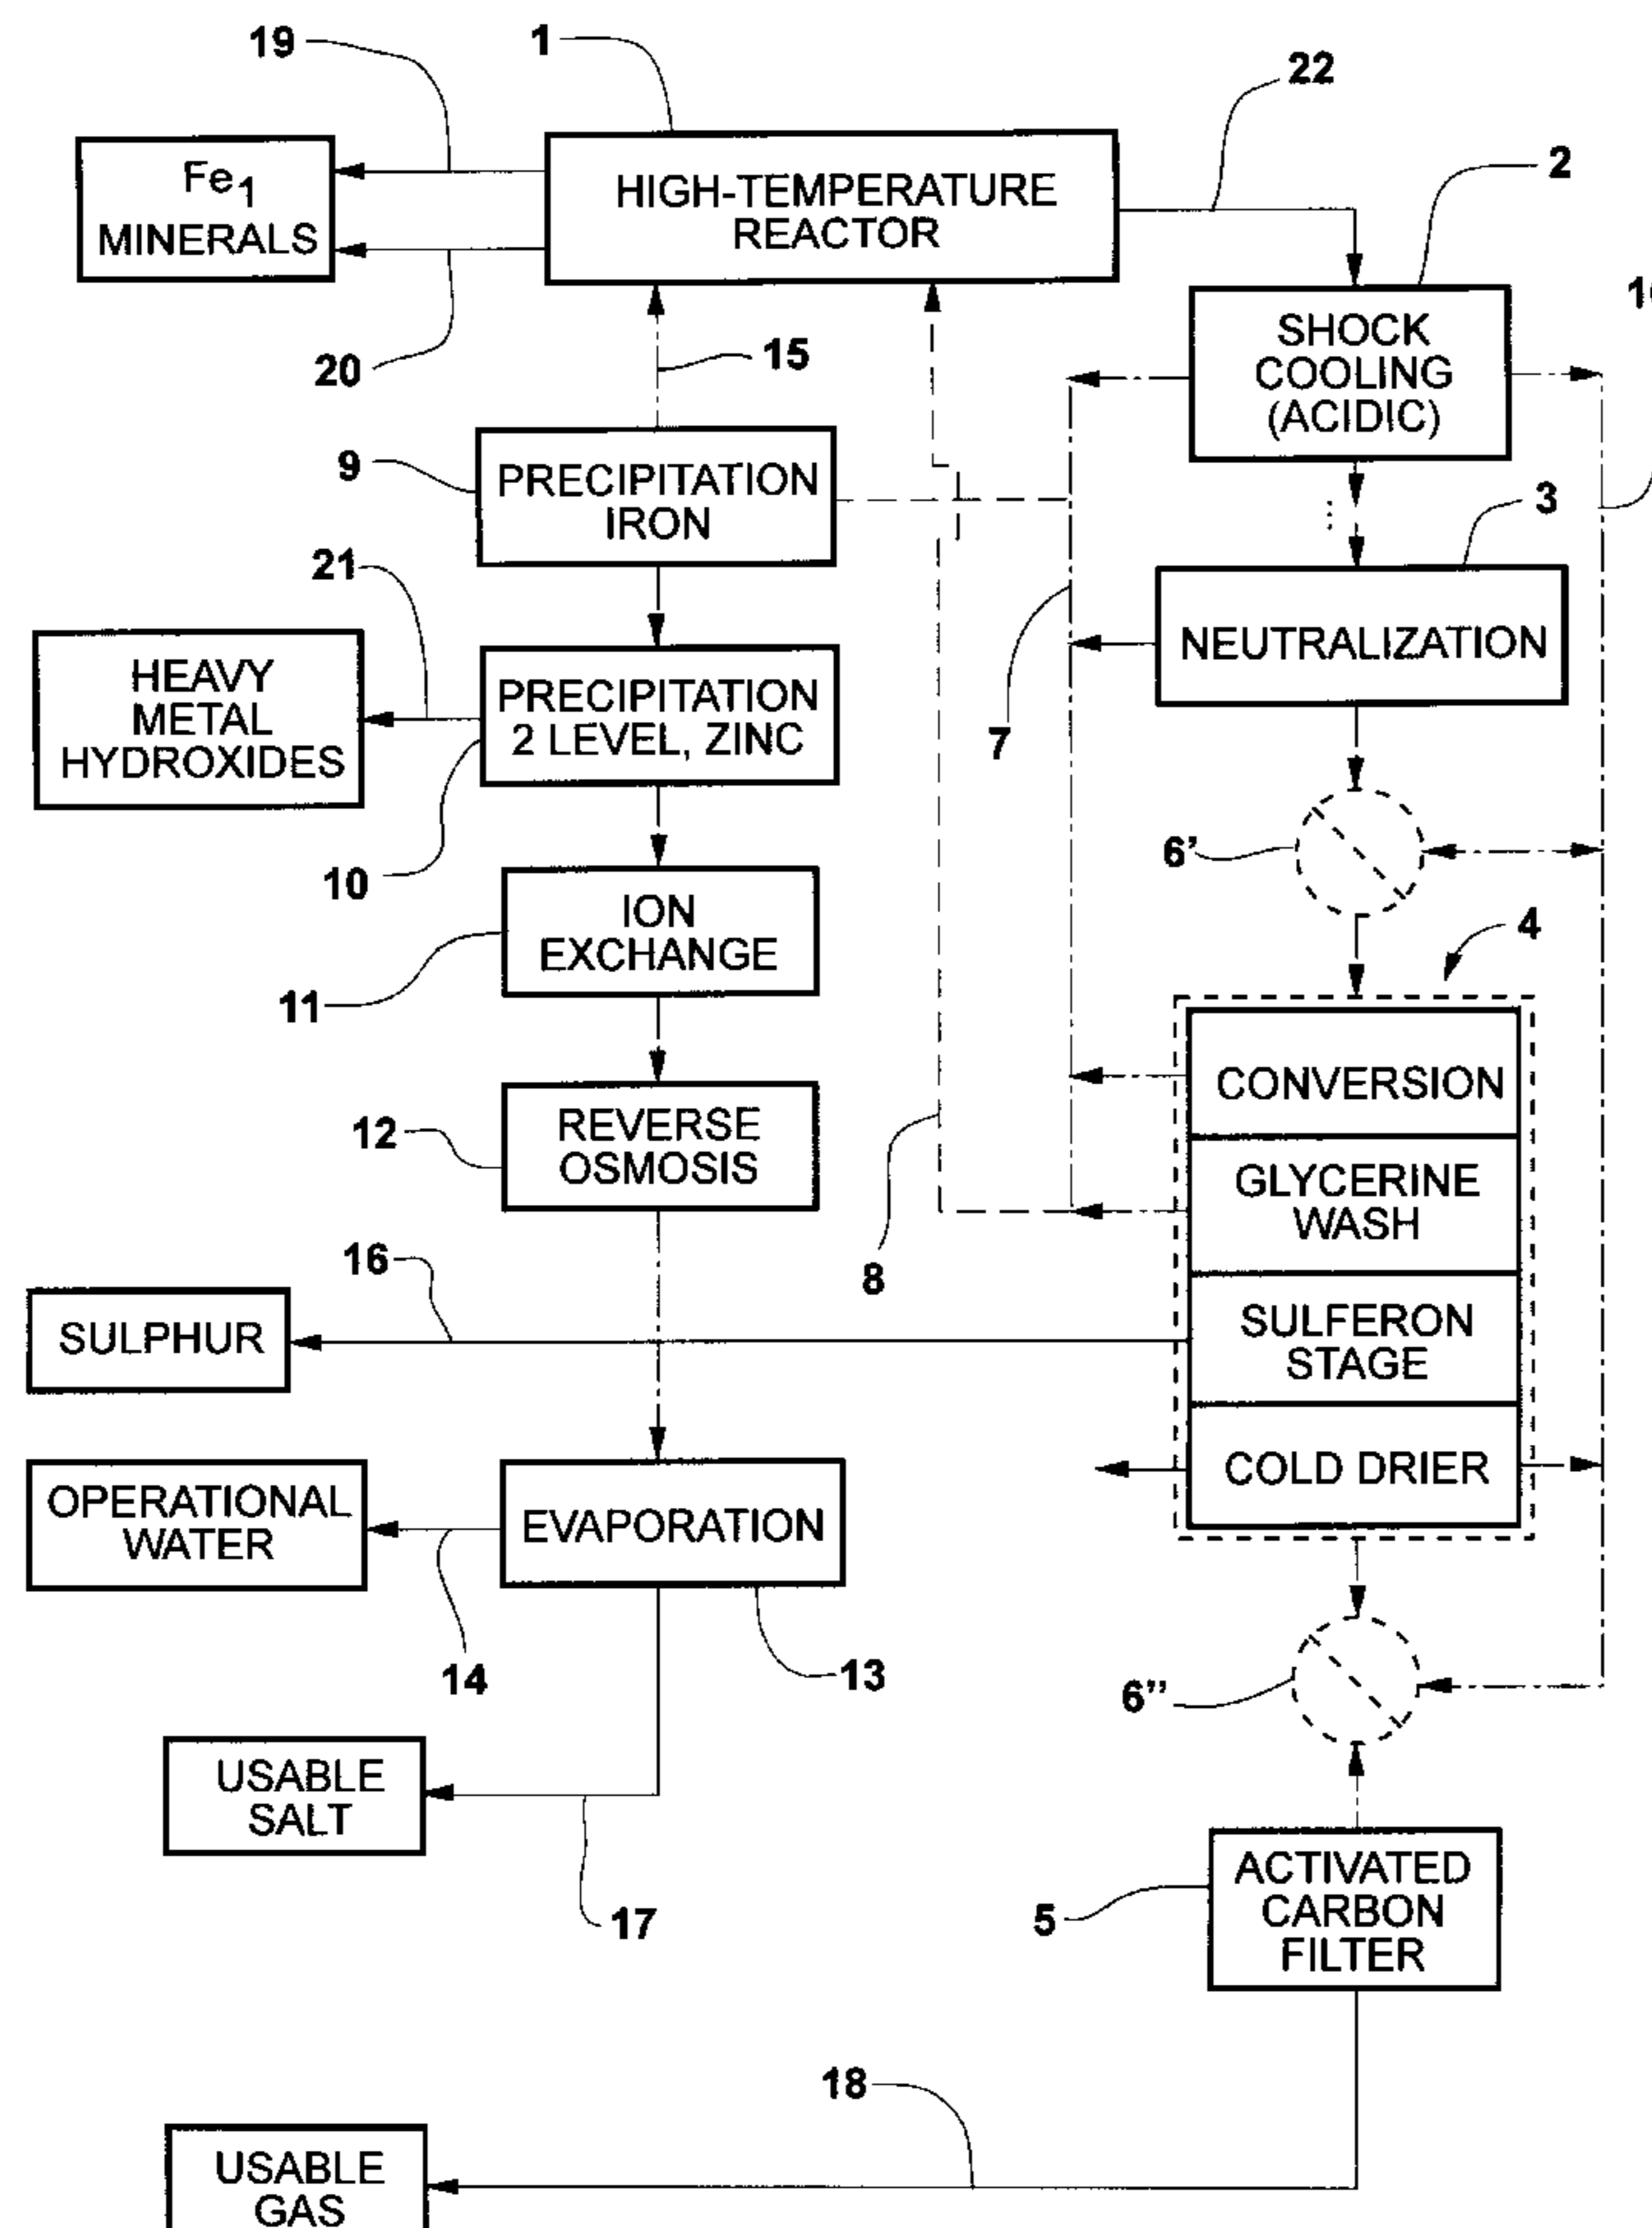 19
1
22
Fe1
MINERALS
HIGH-TEMPERATURE
REACTOR
2
20
15
SHOCK
COOLING
(ACIDIC)
9
PRECIPITATION
IRON
3
21
NEUTRALIZATION
HEAVY
METAL
HYDROXIDES
PRECIPITATION
2 LEVEL, ZINC
7
10
6'
ION
EXCHANGE
4
11
12
REVERSE
OSMOSIS
CONVERSION
GLYCERINE
WASH
16
8
SULPHUR
SULFERON
STAGE
OPERATIONAL
WATER
EVAPORATION
COLD DRIER
14
13
6''
USABLE
SALT
17
5
ACTIVATED
CARBON
FILTER
18
USABLE
GAS